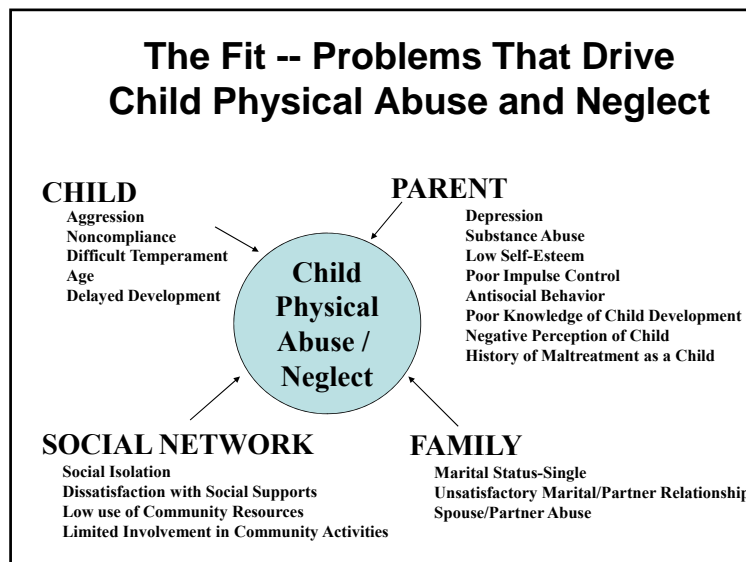 The Fit -- Problems That Drive
Child Physical Abuse and Neglect
CHILD
Aggression
Noncompliance
Difficult Temperament
Age
Delayed Development
PARENT
Depression
Substance Abuse
Low Self-Esteem
Poor Impulse Control
Antisocial Behavior
Poor Knowledge of Child Development
Negative Perception of Child
History of Maltreatment as a Child
Child
Physical
Abuse /
Neglect
SOCIAL NETWORK
Social Isolation
Dissatisfaction with Social Supports
Low use of Community Resources
Limited Involvement in Community Activities
FAMILY
Marital Status-Single
Unsatisfactory Marital/Partner Relationship
Spouse/Partner Abuse